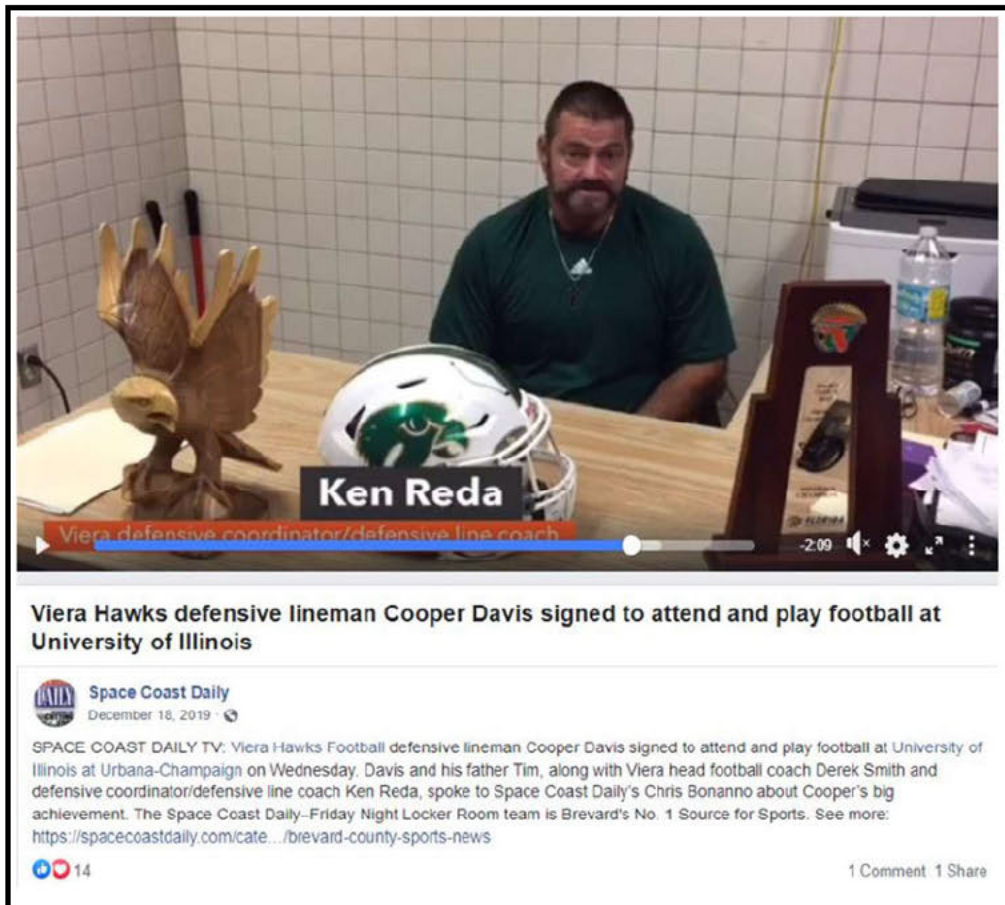 Ken Reda
Viera defensive coordinator/defensive line coach
-2:09
Viera Hawks defensive lineman Cooper Davis signed to attend and play football at
University of Illinois
DAILY
Space Coast Daily
December 18, 2019 ·
SPACE COAST DAILY TV: Viera Hawks Football defensive lineman Cooper Davis signed to attend and play football at University of
Illinois at Urbana-Champaign on Wednesday. Davis and his father Tim, along with Viera head football coach Derek Smith and
defensive coordinator/defensive line coach Ken Reda, spoke to Space Coast Daily's Chris Bonanno about Cooper's big
achievement. The Space Coast Daily–Friday Night Locker Room team is Brevard's No. 1 Source for Sports. See more:
https://spacecoastdaily.com/cate.../brevard-county-sports-news
14
1 Comment 1 Share